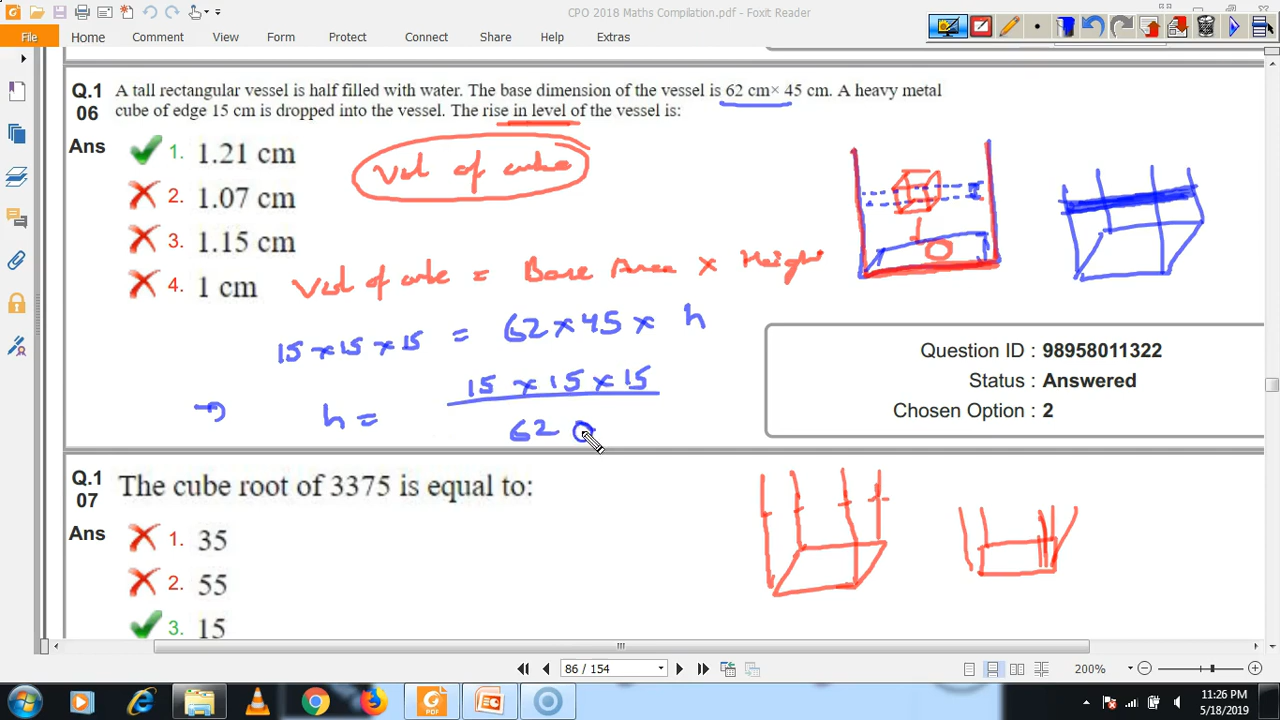 CPO 2018 Maths Compilation.pdf - Foxit Reader
File Home Comment View Form Protect Connect Share Help Extras
Q.1 A tall rectangular vessel is half filled with water. The base dimension of the vessel is 62 cm× 45 cm. A heavy metal
06 cube of edge 15 cm is dropped into the vessel. The rise in level of the vessel is:
Ans 1. 1.21 cm
Vol of cube
2. 1.07 cm
3. 1.15 cm
4. 1 cm
Vol of cube = Base Area × Height
15 × 15 × 15 = 62 × 45 × h
15 × 15 × 15
h =
62
Question ID : 98958011322
Status : Answered
Chosen Option : 2
Q.1 The cube root of 3375 is equal to:
07
Ans 1. 35
2. 55
3. 15
86 / 154
200%
PDF
11:26 PM
5/18/2019